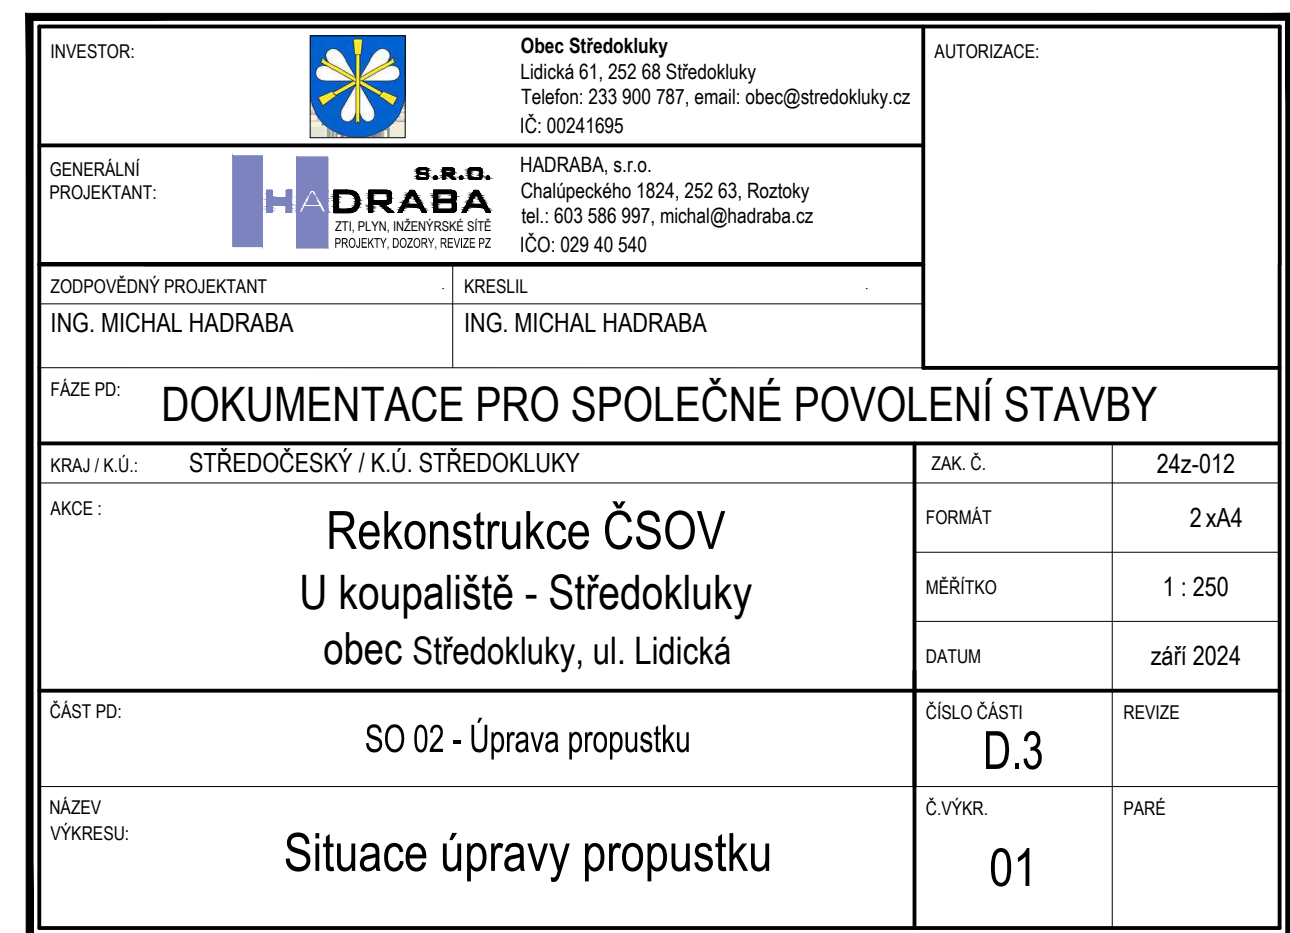 INVESTOR:
Obec Středokluky
Lidická 61, 252 68 Středokluky
Telefon: 233 900 787, email: obec@stredokluky.cz
IČ: 00241695
AUTORIZACE:
GENERÁLNÍ
PROJEKTANT:
S.R.O.
HADRABA
ZTI, PLYN, INŽENÝRSKÉ SÍTĚ
PROJEKTY, DOZORY, REVIZE PZ
HADRABA, s.r.o.
Chalúpeckého 1824, 252 63, Roztoky
tel.: 603 586 997, michal@hadraba.cz
IČO: 029 40 540
ZODPOVĚDNÝ PROJEKTANT
KRESLIL
ING. MICHAL HADRABA
ING. MICHAL HADRABA
FÁZE PD:
DOKUMENTACE PRO SPOLEČNÉ POVOLENÍ STAVBY
KRAJ / K.Ú.:
STŘEDOČESKÝ / K.Ú. STŘEDOKLUKY
ZAK. Č.
24z-012
AKCE :
Rekonstrukce ČSOV
U koupaliště - Středokluky
obec Středokluky, ul. Lidická
FORMÁT
2 xA4
MĚŘÍTKO
1 : 250
DATUM
září 2024
ČÁST PD:
SO 02 - Úprava propustku
ČÍSLO ČÁSTI
D.3
REVIZE
NÁZEV
VÝKRESU:
Situace úpravy propustku
Č.VÝKR.
01
PARÉ